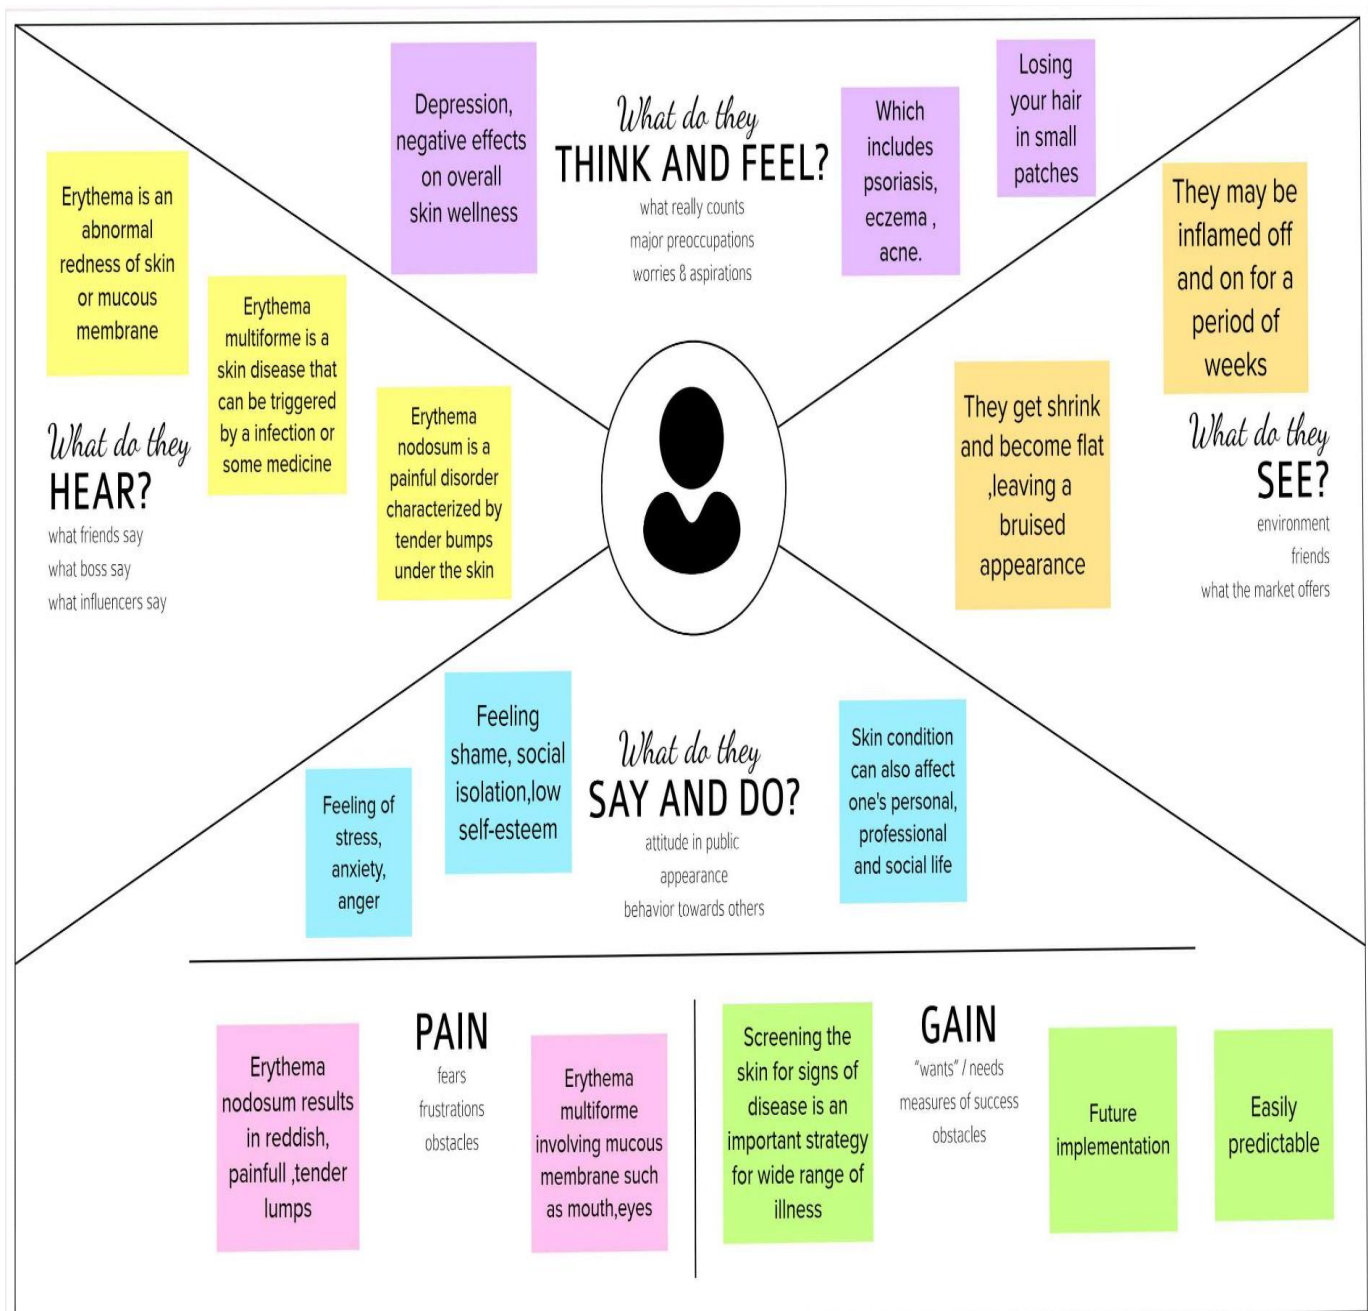 Depression,
negative effects
on overall
skin wellness
What do they
THINK AND FEEL?
what really counts
major preoccupations
worries & aspirations
Which
includes
psoriasis,
eczema ,
acne.
Losing
your hair
in small
patches
Erythema is an
abnormal
redness of skin
or mucous
membrane
Erythema
multiforme is a
skin disease that
can be triggered
by a infection or
some medicine
Erythema
nodosum is a
painful disorder
characterized by
tender bumps
under the skin
What do they
HEAR?
what friends say
what boss say
what influencers say
They may be
inflamed off
and on for a
period of
weeks
They get shrink
and become flat
,leaving a
bruised
appearance
What do they
SEE?
environment
friends
what the market offers
Feeling of
stress,
anxiety,
anger
Feeling
shame, social
isolation,low
self-esteem
What do they
SAY AND DO?
attitude in public
appearance
behavior towards others
Skin condition
can also affect
one's personal,
professional
and social life
Erythema
nodosum results
in reddish,
painfull ,tender
lumps
PAIN
fears
frustrations
obstacles
Erythema
multiforme
involving mucous
membrane such
as mouth,eyes
Screening the
skin for signs of
disease is an
important strategy
for wide range of
illness
GAIN
"wants" / needs
measures of success
obstacles
Future
implementation
Easily
predictable